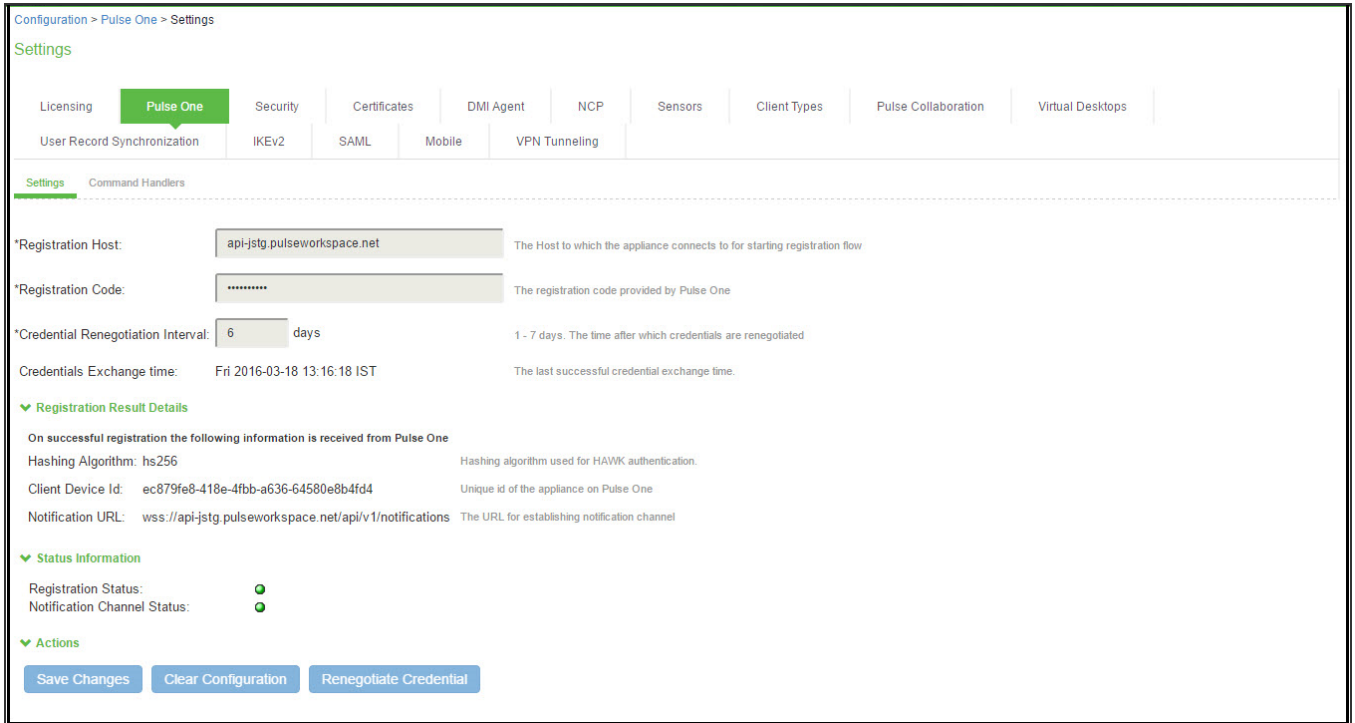 Configuration > Pulse One > Settings
Settings
Licensing Pulse One Security Certificates DMI Agent NCP Sensors Client Types Pulse Collaboration Virtual Desktops
User Record Synchronization IKEv2 SAML Mobile VPN Tunneling
Settings Command Handlers
*Registration Host: api-jstg.pulseworkspace.net The Host to which the appliance connects to for starting registration flow
*Registration Code: •••••••••• The registration code provided by Pulse One
*Credential Renegotiation Interval: 6 days 1 - 7 days. The time after which credentials are renegotiated
Credentials Exchange time: Fri 2016-03-18 13:16:18 IST The last successful credential exchange time.
Registration Result Details
On successful registration the following information is received from Pulse One
Hashing Algorithm: hs256 Hashing algorithm used for HAWK authentication.
Client Device Id: ec879fe8-418e-4fbb-a636-64580e8b4fd4 Unique id of the appliance on Pulse One
Notification URL: wss://api-jstg.pulseworkspace.net/api/v1/notifications The URL for establishing notification channel
Status Information
Registration Status:
Notification Channel Status:
Actions
Save Changes Clear Configuration Renegotiate Credential